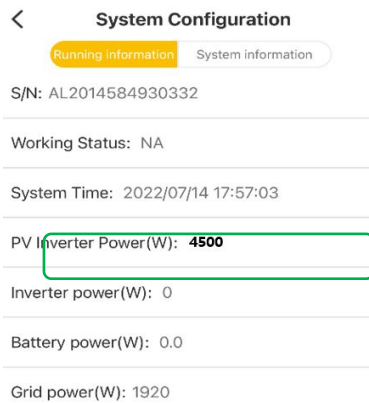 System Configuration
Running information System information
S/N: AL2014584930332
Working Status: NA
System Time: 2022/07/14 17:57:03
PV Inverter Power(W): 4500
Inverter power(W): 0
Battery power(W): 0.0
Grid power(W): 1920